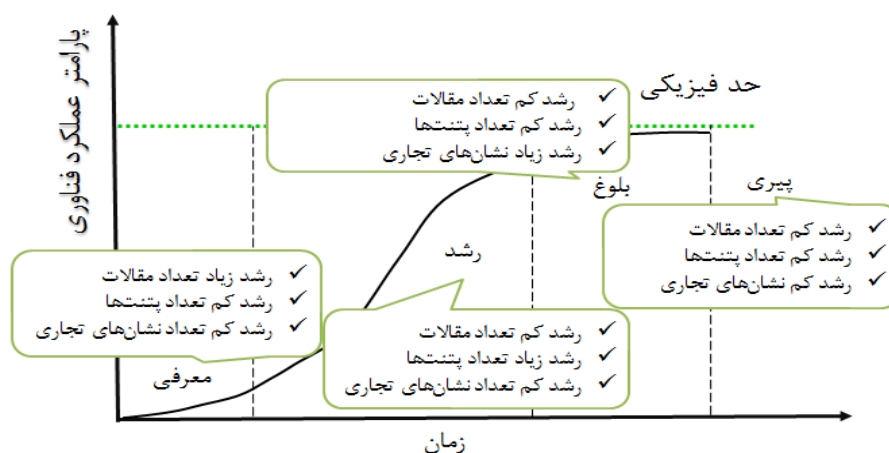 پارامتر عملکرد فناوری
حد فیزیکی
✓ رشد کم تعداد مقالات
✓ رشد کم تعداد پتنت‌ها
✓ رشد زیاد نشان‌های تجاری
بلوغ
پیری
✓ رشد کم تعداد مقالات
✓ رشد کم تعداد پتنت‌ها
✓ رشد کم نشان‌های تجاری
رشد
✓ رشد زیاد تعداد مقالات
✓ رشد کم تعداد پتنت‌ها
✓ رشد کم تعداد نشان‌های تجاری
✓ رشد کم تعداد مقالات
✓ رشد زیاد تعداد پتنت‌ها
✓ رشد کم تعداد نشان‌های تجاری
معرفی
زمان